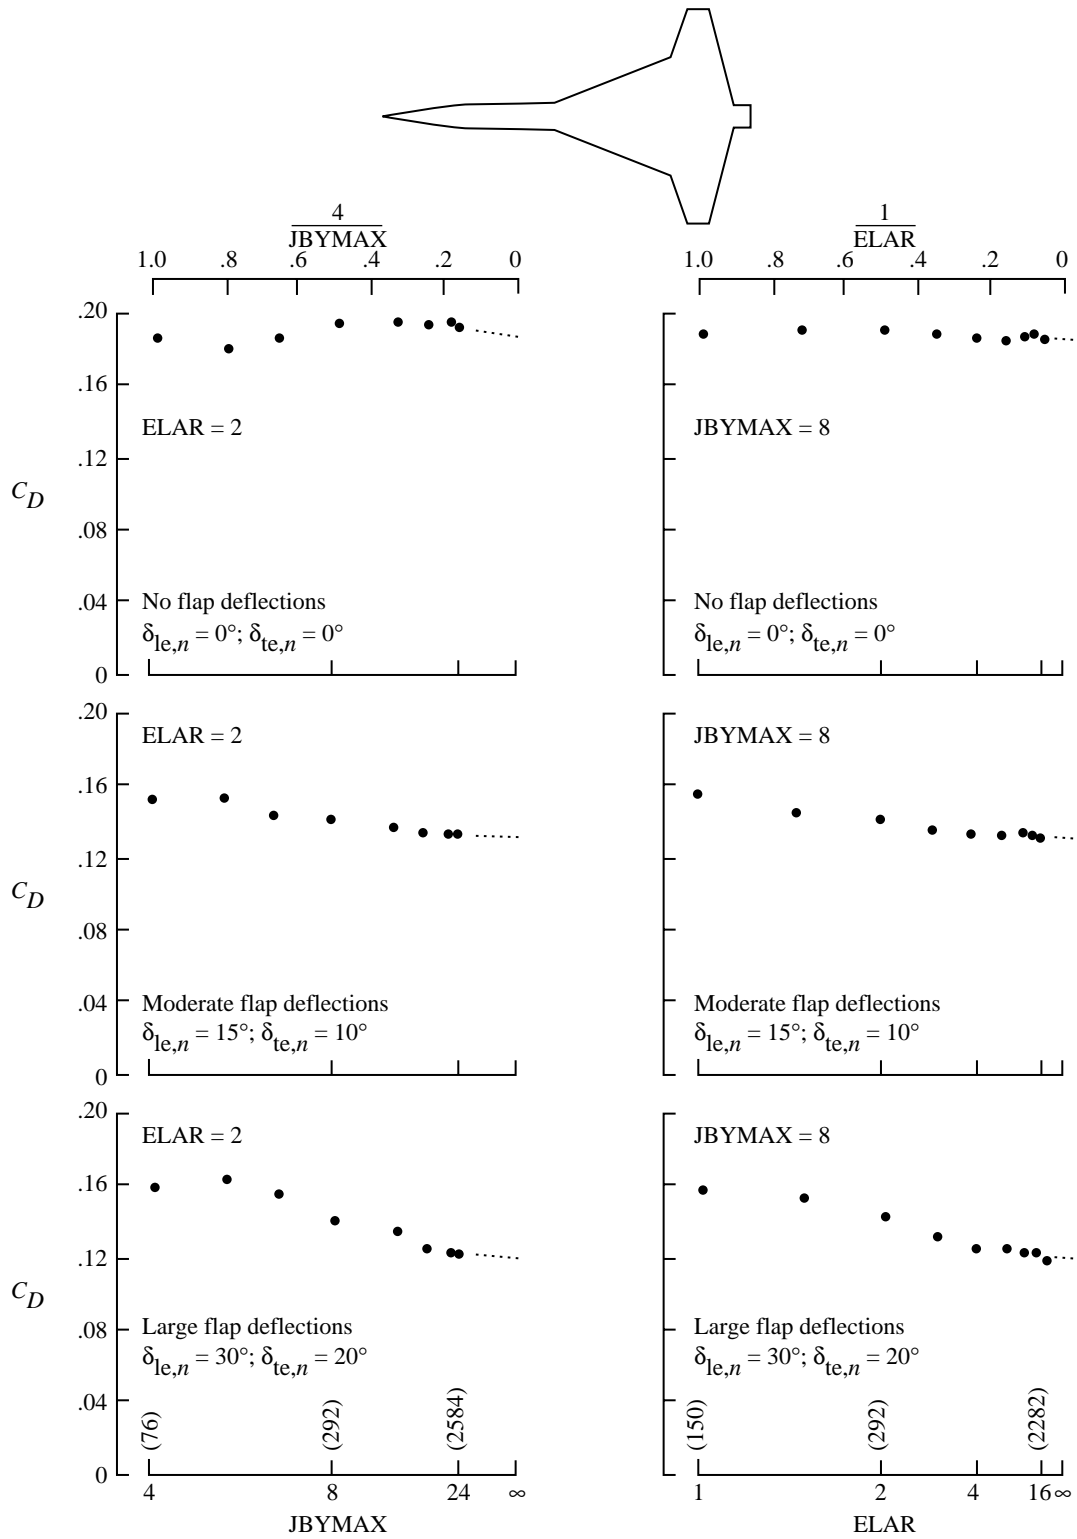 4
JBYMAX
1.0 .8 .6 .4 .2 0
1
ELAR
1.0 .8 .4 .2 0
.20
.16
.12
.08
.04
0
C_D
ELAR = 2
No flap deflections
δle,n = 0°; δte,n = 0°
JBYMAX = 8
No flap deflections
δle,n = 0°; δte,n = 0°
.20
.16
.12
.08
.04
0
C_D
ELAR = 2
Moderate flap deflections
δle,n = 15°; δte,n = 10°
JBYMAX = 8
Moderate flap deflections
δle,n = 15°; δte,n = 10°
.20
.16
.12
.08
.04
0
C_D
ELAR = 2
Large flap deflections
δle,n = 30°; δte,n = 20°
(76) (292) (2584)
4 8 24 ∞
JBYMAX
JBYMAX = 8
Large flap deflections
δle,n = 30°; δte,n = 20°
(150) (292) (2282)
1 2 4 16 ∞
ELAR